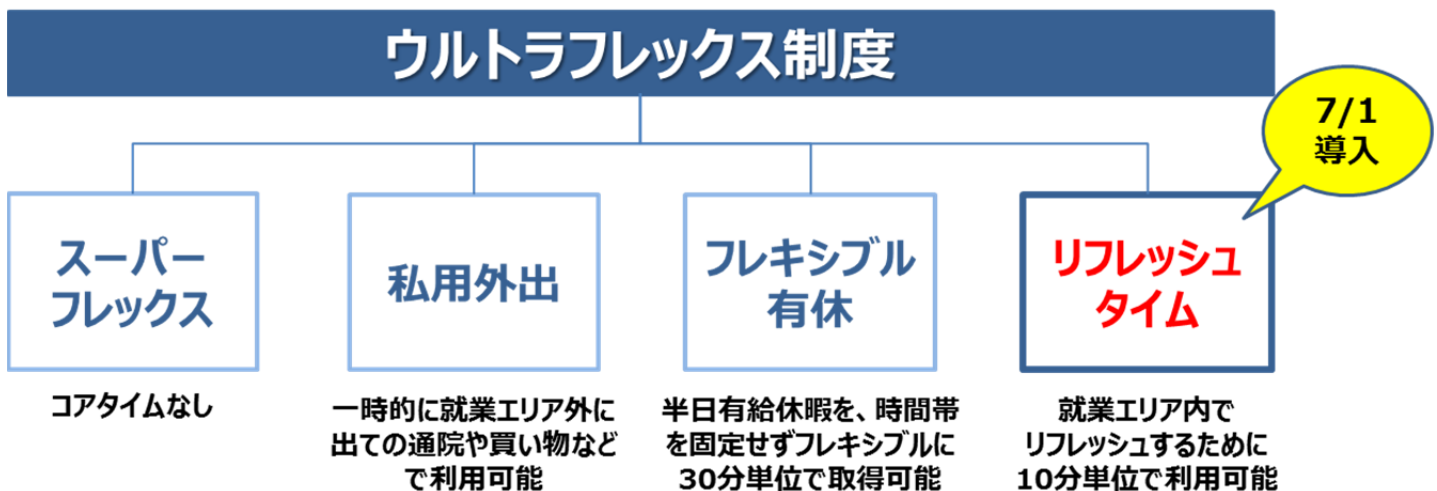 ウルトラフレックス制度
7/1
導入
スーパー
フレックス
私用外出
フレキシブル
有休
リフレッシュ
タイム
コアタイムなし
一時的に就業エリア外に
出ての通院や買い物など
で利用可能
半日有給休暇を、時間帯
を固定せずフレキシブルに
30分単位で取得可能
就業エリア内で
リフレッシュするために
10分単位で利用可能